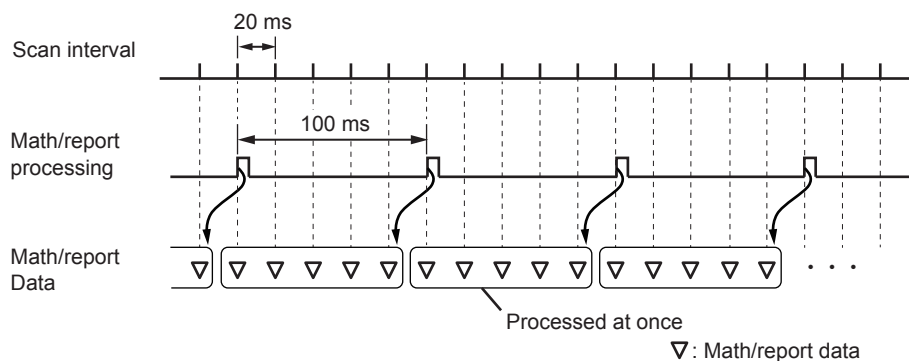 20 ms
Scan interval
100 ms
Math/report
processing
Math/report
Data
. . .
Processed at once
▽ : Math/report data